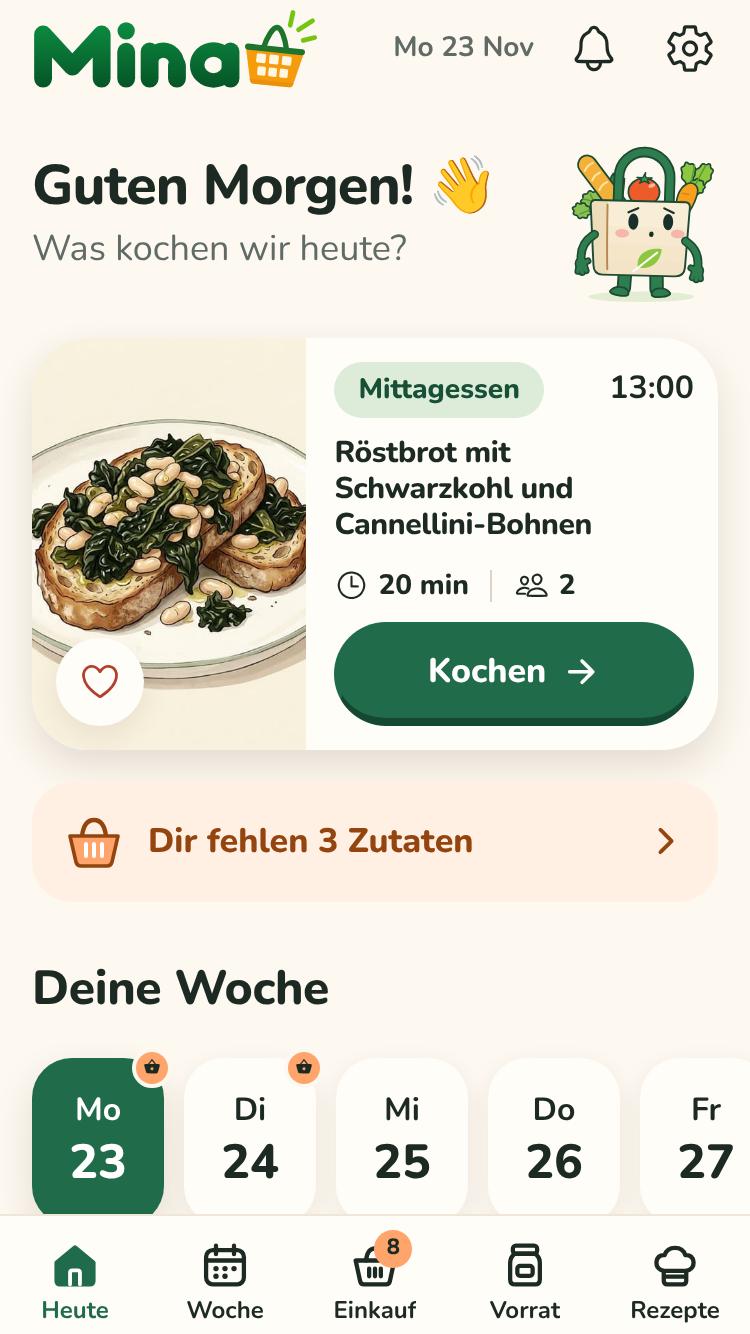 Mina
Mo 23 Nov
Guten Morgen! 👋
Was kochen wir heute?
Mittagessen
13:00
Röstbrot mit
Schwarzkohl und
Cannellini-Bohnen
20 min
2
Kochen →
Dir fehlen 3 Zutaten
Deine Woche
Mo
23
Di
24
Mi
25
Do
26
Fr
27
8
Heute
Woche
Einkauf
Vorrat
Rezepte